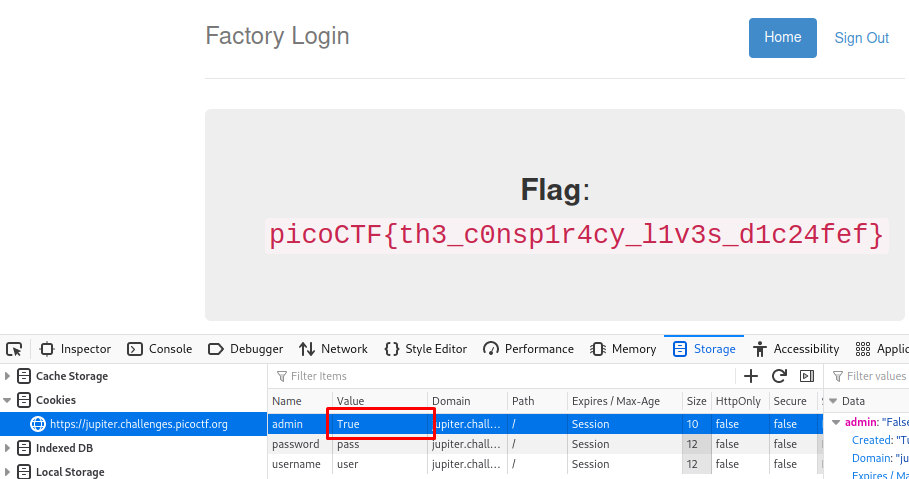 Factory Login
Home
Sign Out
Flag:
picoCTF{th3_c0nsp1r4cy_l1v3s_d1c24fef}
Inspector Console Debugger Network Style Editor Performance Memory Storage Accessibility Applic
Cache Storage
Cookies
https://jupiter.challenges.picoctf.org
Indexed DB
Local Storage
Filter Items
Name Value Domain Path Expires / Max-Age Size HttpOnly Secure
admin True jupiter.chall... / Session 10 false false
password pass jupiter.chall... / Session 12 false false
username user jupiter.chall... / Session 12 false false
Filter values
Data
admin: "False
Created: "Tu
Domain: "ju
Expires / Max